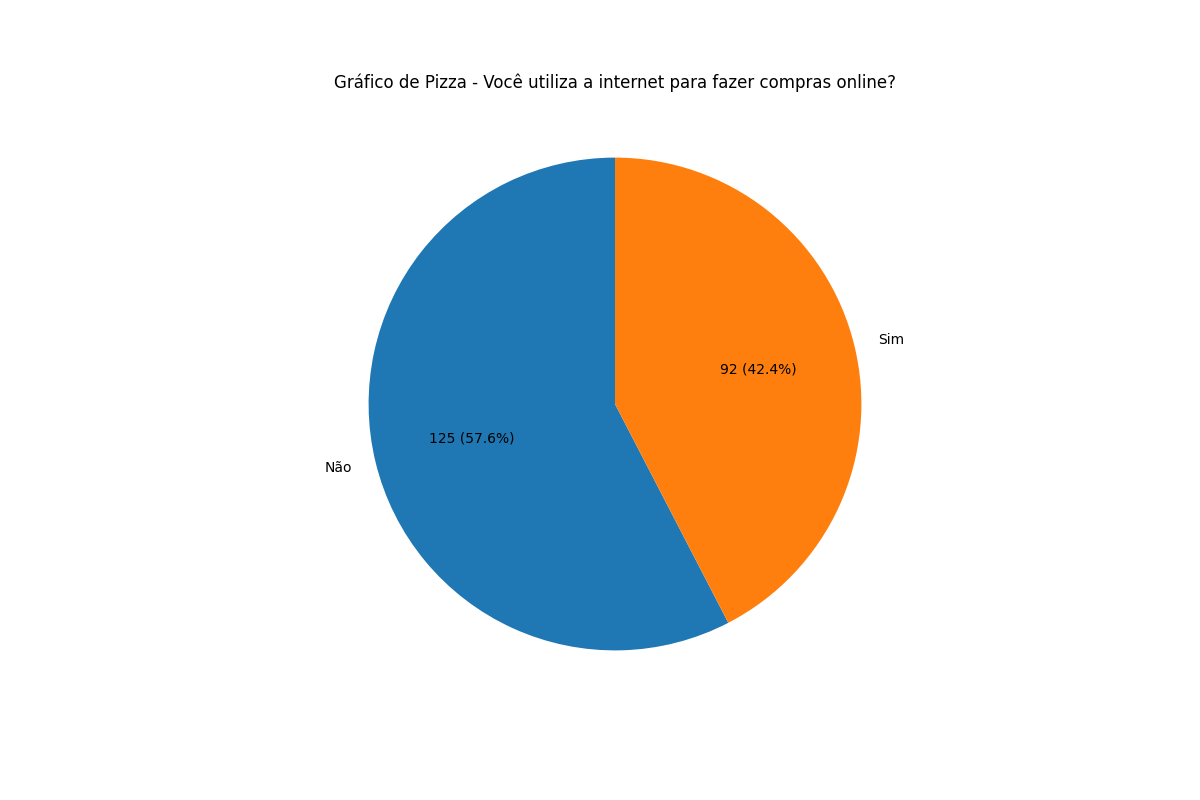 Gráfico de Pizza - Você utiliza a internet para fazer compras online?
Sim
92 (42.4%)
125 (57.6%)
Não